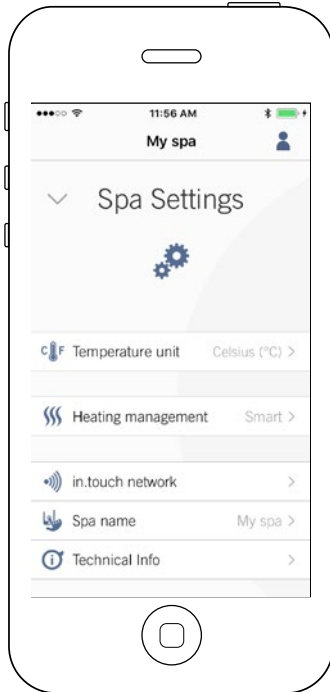 11:56 AM
My spa
Spa Settings
C F Temperature unit Celsius (°C) >
Heating management Smart >
in.touch network >
Spa name My spa >
Technical Info >